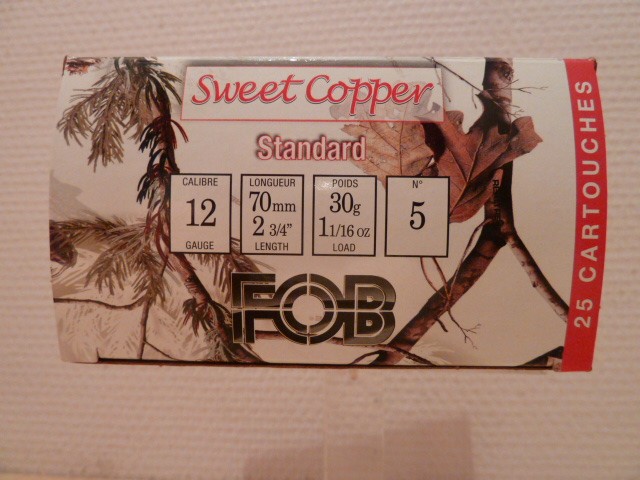 Sweet Copper
Standard
CALIBRE
12
GAUGE
LONGUEUR
70mm
2 3/4"
LENGTH
POIDS
30g
1 1/16 oz
LOAD
N°
5
FOB
25 CARTOUCHES